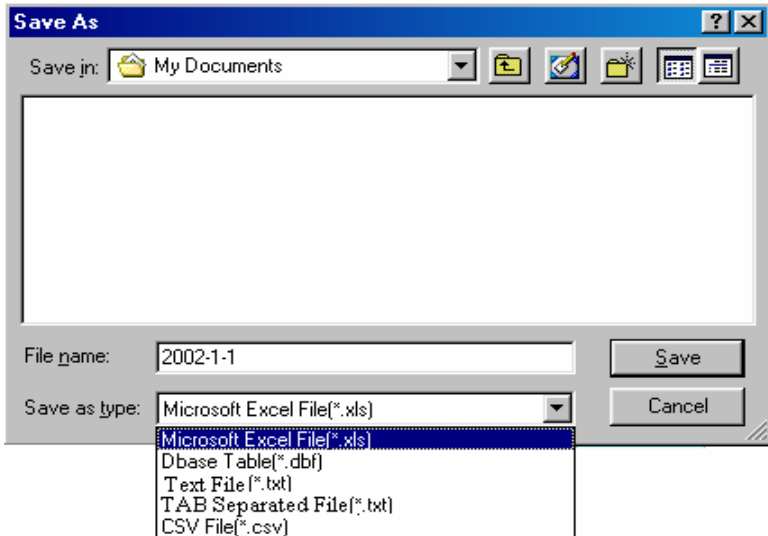 Save As
Save in: My Documents
File name: 2002-1-1 Save
Save as type: Microsoft Excel File(*.xls) Cancel
Microsoft Excel File(*.xls)
Dbase Table(*.dbf)
Text File(*.txt)
TAB Separated File(*.txt)
CSV File(*.csv)